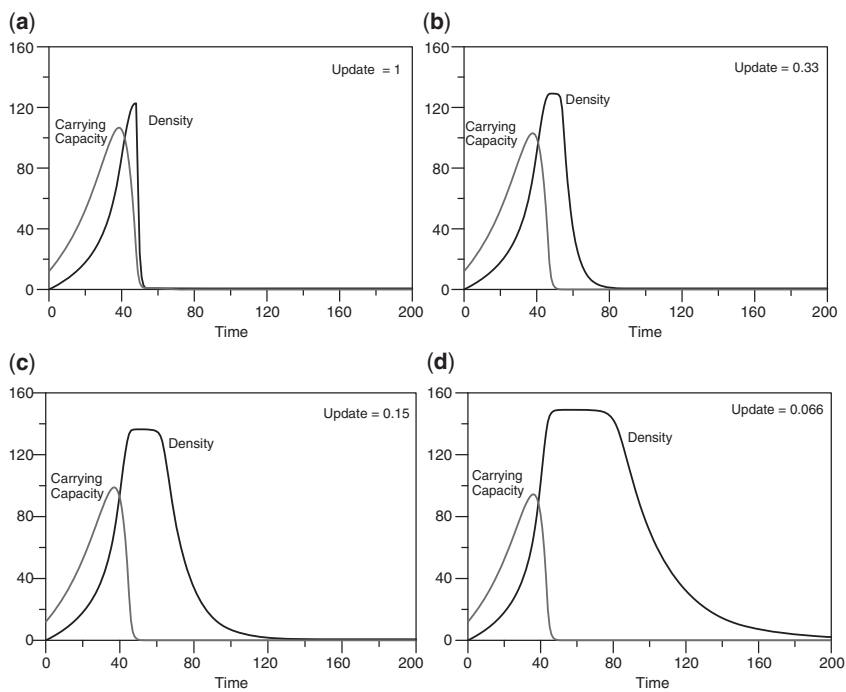 (a)
160
120
80
40
0
Update = 1
Carrying
Capacity
Density
0 40 80 120 160 200
Time
(b)
160
120
80
40
0
Update = 0.33
Carrying
Capacity
Density
0 40 80 120 160 200
Time
(c)
160
120
80
40
0
Update = 0.15
Carrying
Capacity
Density
0 40 80 120 160 200
Time
(d)
160
120
80
40
0
Update = 0.066
Carrying
Capacity
Density
0 40 80 120 160 200
Time